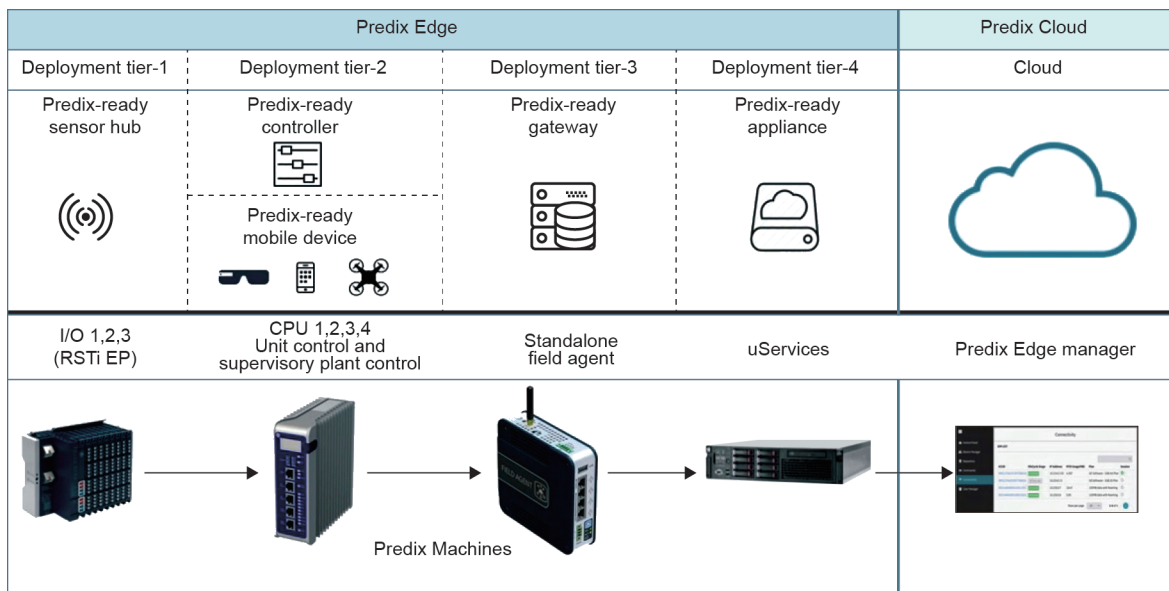 Predix Edge
Predix Cloud
Deployment tier-1
Deployment tier-2
Deployment tier-3
Deployment tier-4
Cloud
Predix-ready
sensor hub
Predix-ready
controller
Predix-ready
mobile device
Predix-ready
gateway
Predix-ready
appliance
I/O 1,2,3
(RSTi EP)
CPU 1,2,3,4
Unit control and
supervisory plant control
Standalone
field agent
uServices
Predix Edge manager
FIELD AGENT
Connectivity
Predix Machines